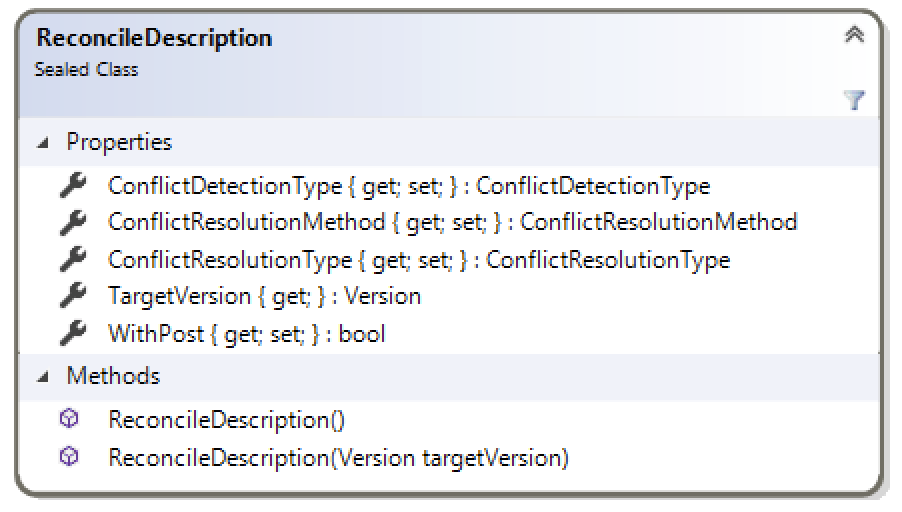 ReconcileDescription
Sealed Class
Properties
ConflictDetectionType { get; set; } : ConflictDetectionType
ConflictResolutionMethod { get; set; } : ConflictResolutionMethod
ConflictResolutionType { get; set; } : ConflictResolutionType
TargetVersion { get; } : Version
WithPost { get; set; } : bool
Methods
ReconcileDescription()
ReconcileDescription(Version targetVersion)